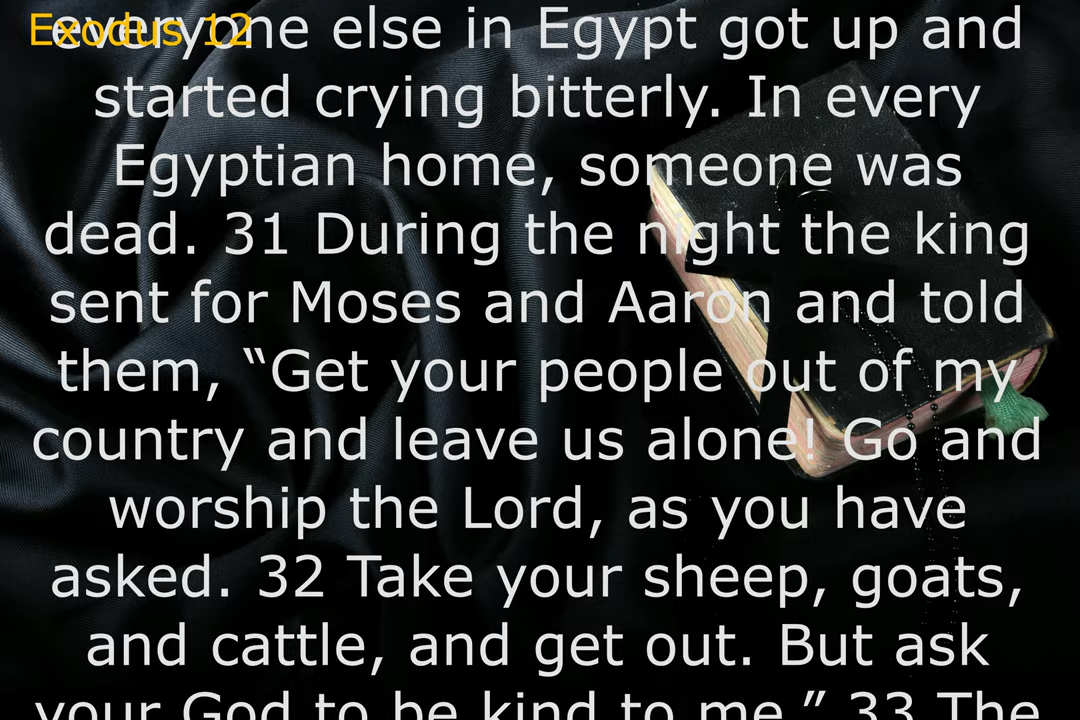 Exodus 12
everyone else in Egypt got up and
started crying bitterly. In every
Egyptian home, someone was
dead. 31 During the night the king
sent for Moses and Aaron and told
them, “Get your people out of my
country and leave us alone! Go and
worship the Lord, as you have
asked. 32 Take your sheep, goats,
and cattle, and get out. But ask
your God to be kind to me.” 33 The